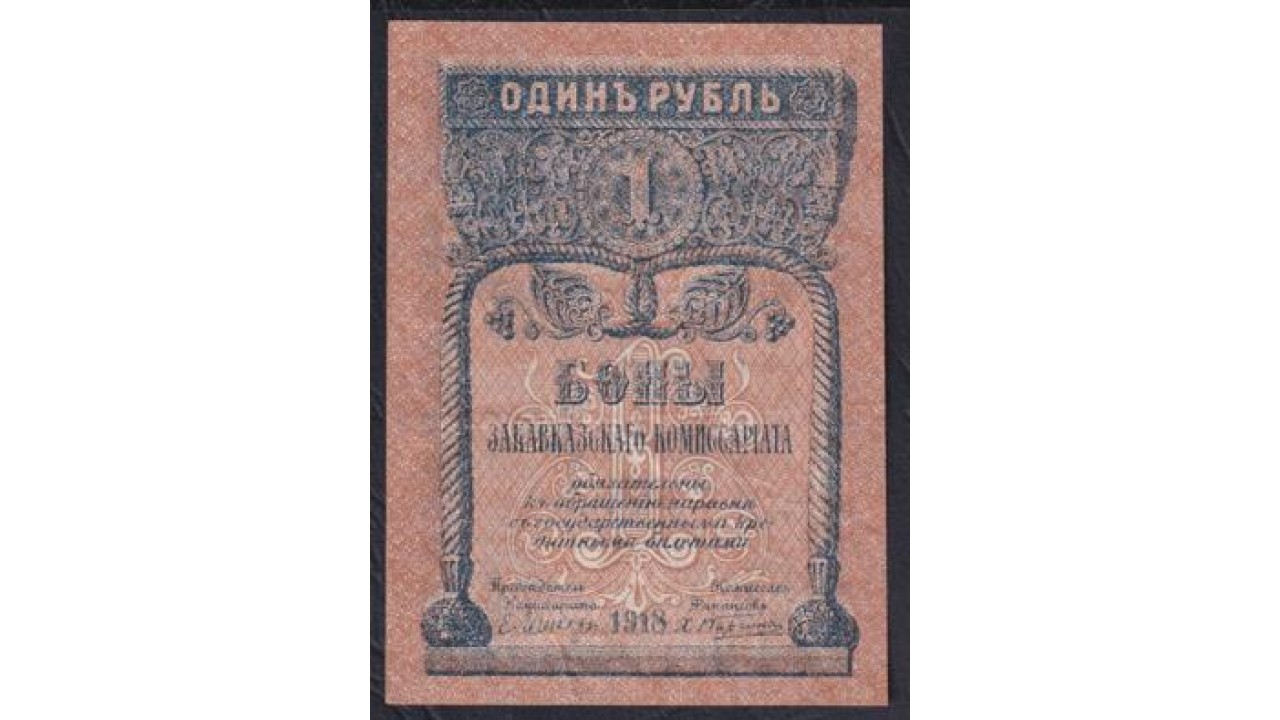 ОДИНЪ РУБЛЬ
1
БОНЫ
ЗАКАВКАЗСКАГО КОМИССАРІАТА
обязательны
къ обращенію наравнѣ
съ государственными кре-
дитными билетами
Предсѣдатель Комиссаръ
Комиссаріата Финансовъ
1918